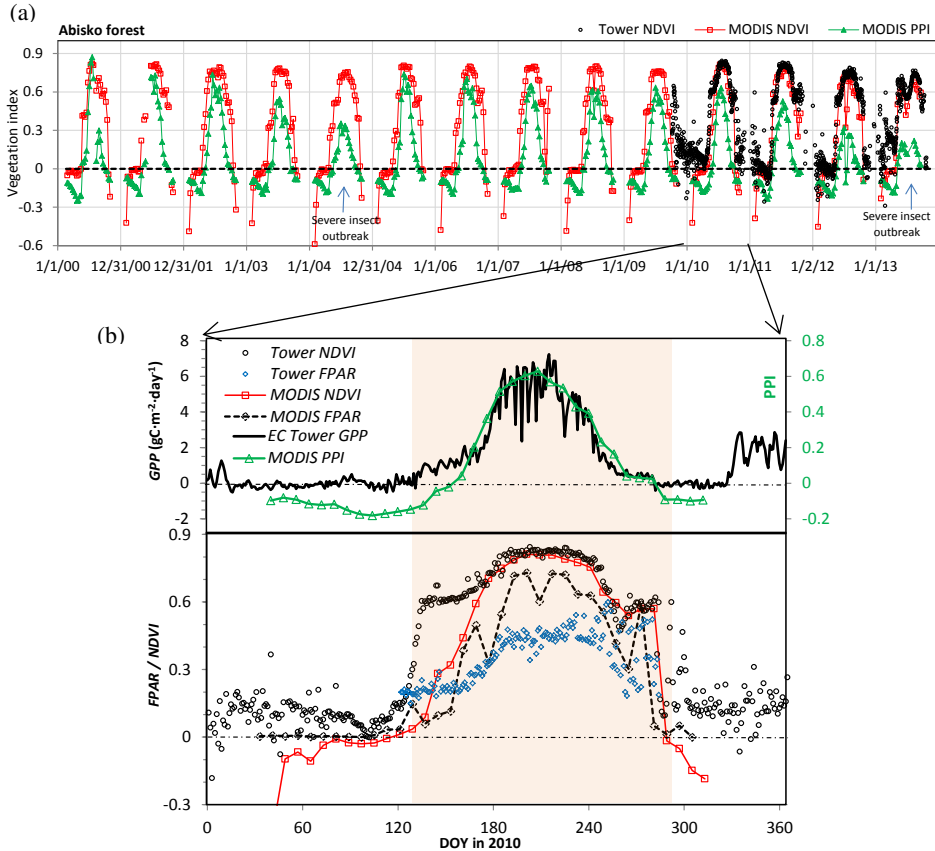 (a)
Abisko forest
Tower NDVI MODIS NDVI MODIS PPI
Vegetation index
0.9
0.6
0.3
0
-0.3
-0.6
Severe insect
outbreak
Severe insect
outbreak
1/1/00 12/31/00 12/31/01 1/1/03 1/1/04 12/31/04 1/1/06 1/1/07 1/1/08 1/1/09 1/1/10 1/1/11 1/2/12 1/1/13
(b)
GPP (gC·m-2·day-1)
8
6
4
2
0
-2
Tower NDVI
Tower FPAR
MODIS NDVI
MODIS FPAR
EC Tower GPP
MODIS PPI
PPI
0.8
0.6
0.4
0.2
0
-0.2
FPAR / NDVI
0.9
0.6
0.3
0
-0.3
0 60 120 180 240 300 360
DOY in 2010